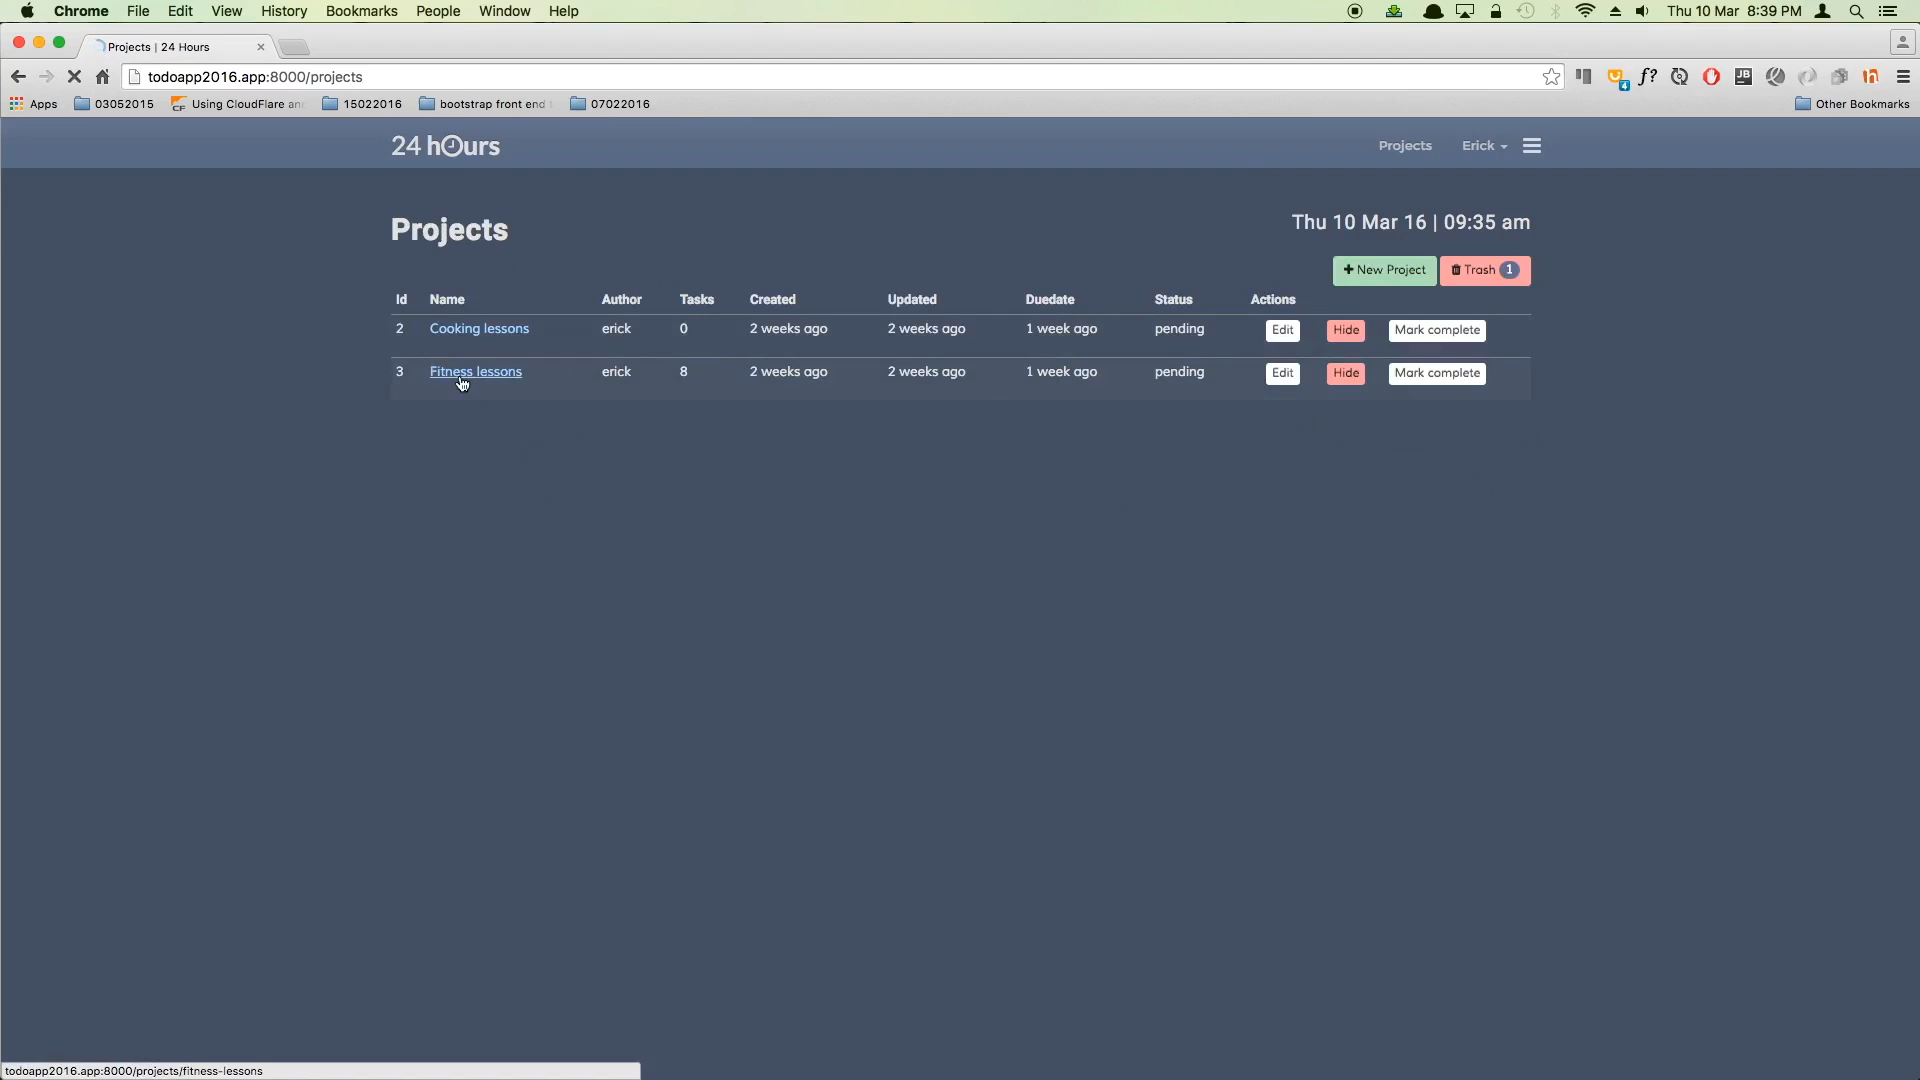 Chrome File Edit View History Bookmarks People Window Help Thu 10 Mar 8:39 PM
Projects | 24 Hours
todoapp2016.app:8000/projects
Apps 03052015 Using CloudFlare an 15022016 bootstrap front end 07022016 Other Bookmarks
24 hours Projects Erick
Projects Thu 10 Mar 16 | 09:35 am
New Project Trash 1
Id Name Author Tasks Created Updated Duedate Status Actions
2 Cooking lessons erick 0 2 weeks ago 2 weeks ago 1 week ago pending Edit Hide Mark complete
3 Fitness lessons erick 8 2 weeks ago 2 weeks ago 1 week ago pending Edit Hide Mark complete
todoapp2016.app:8000/projects/fitness-lessons